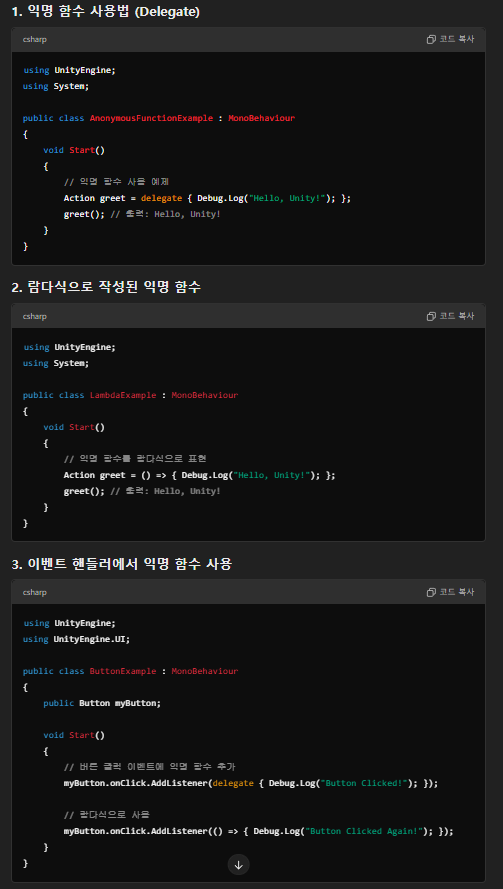 1. 익명 함수 사용법 (Delegate)
csharp
코드 복사
using UnityEngine;
using System;
public class AnonymousFunctionExample : MonoBehaviour
{
void Start()
{
// 익명 함수 사용 예제
Action greet = delegate { Debug.Log("Hello, Unity!"); };
greet(); // 출력: Hello, Unity!
}
}
2. 람다식으로 작성된 익명 함수
csharp
코드 복사
using UnityEngine;
using System;
public class LambdaExample : MonoBehaviour
{
void Start()
{
// 익명 함수를 람다식으로 표현
Action greet = () => { Debug.Log("Hello, Unity!"); };
greet(); // 출력: Hello, Unity!
}
}
3. 이벤트 핸들러에서 익명 함수 사용
csharp
코드 복사
using UnityEngine;
using UnityEngine.UI;
public class ButtonExample : MonoBehaviour
{
public Button myButton;
void Start()
{
// 버튼 클릭 이벤트에 익명 함수 추가
myButton.onClick.AddListener(delegate { Debug.Log("Button Clicked!"); });
// 람다식으로 사용
myButton.onClick.AddListener(() => { Debug.Log("Button Clicked Again!"); });
}
}